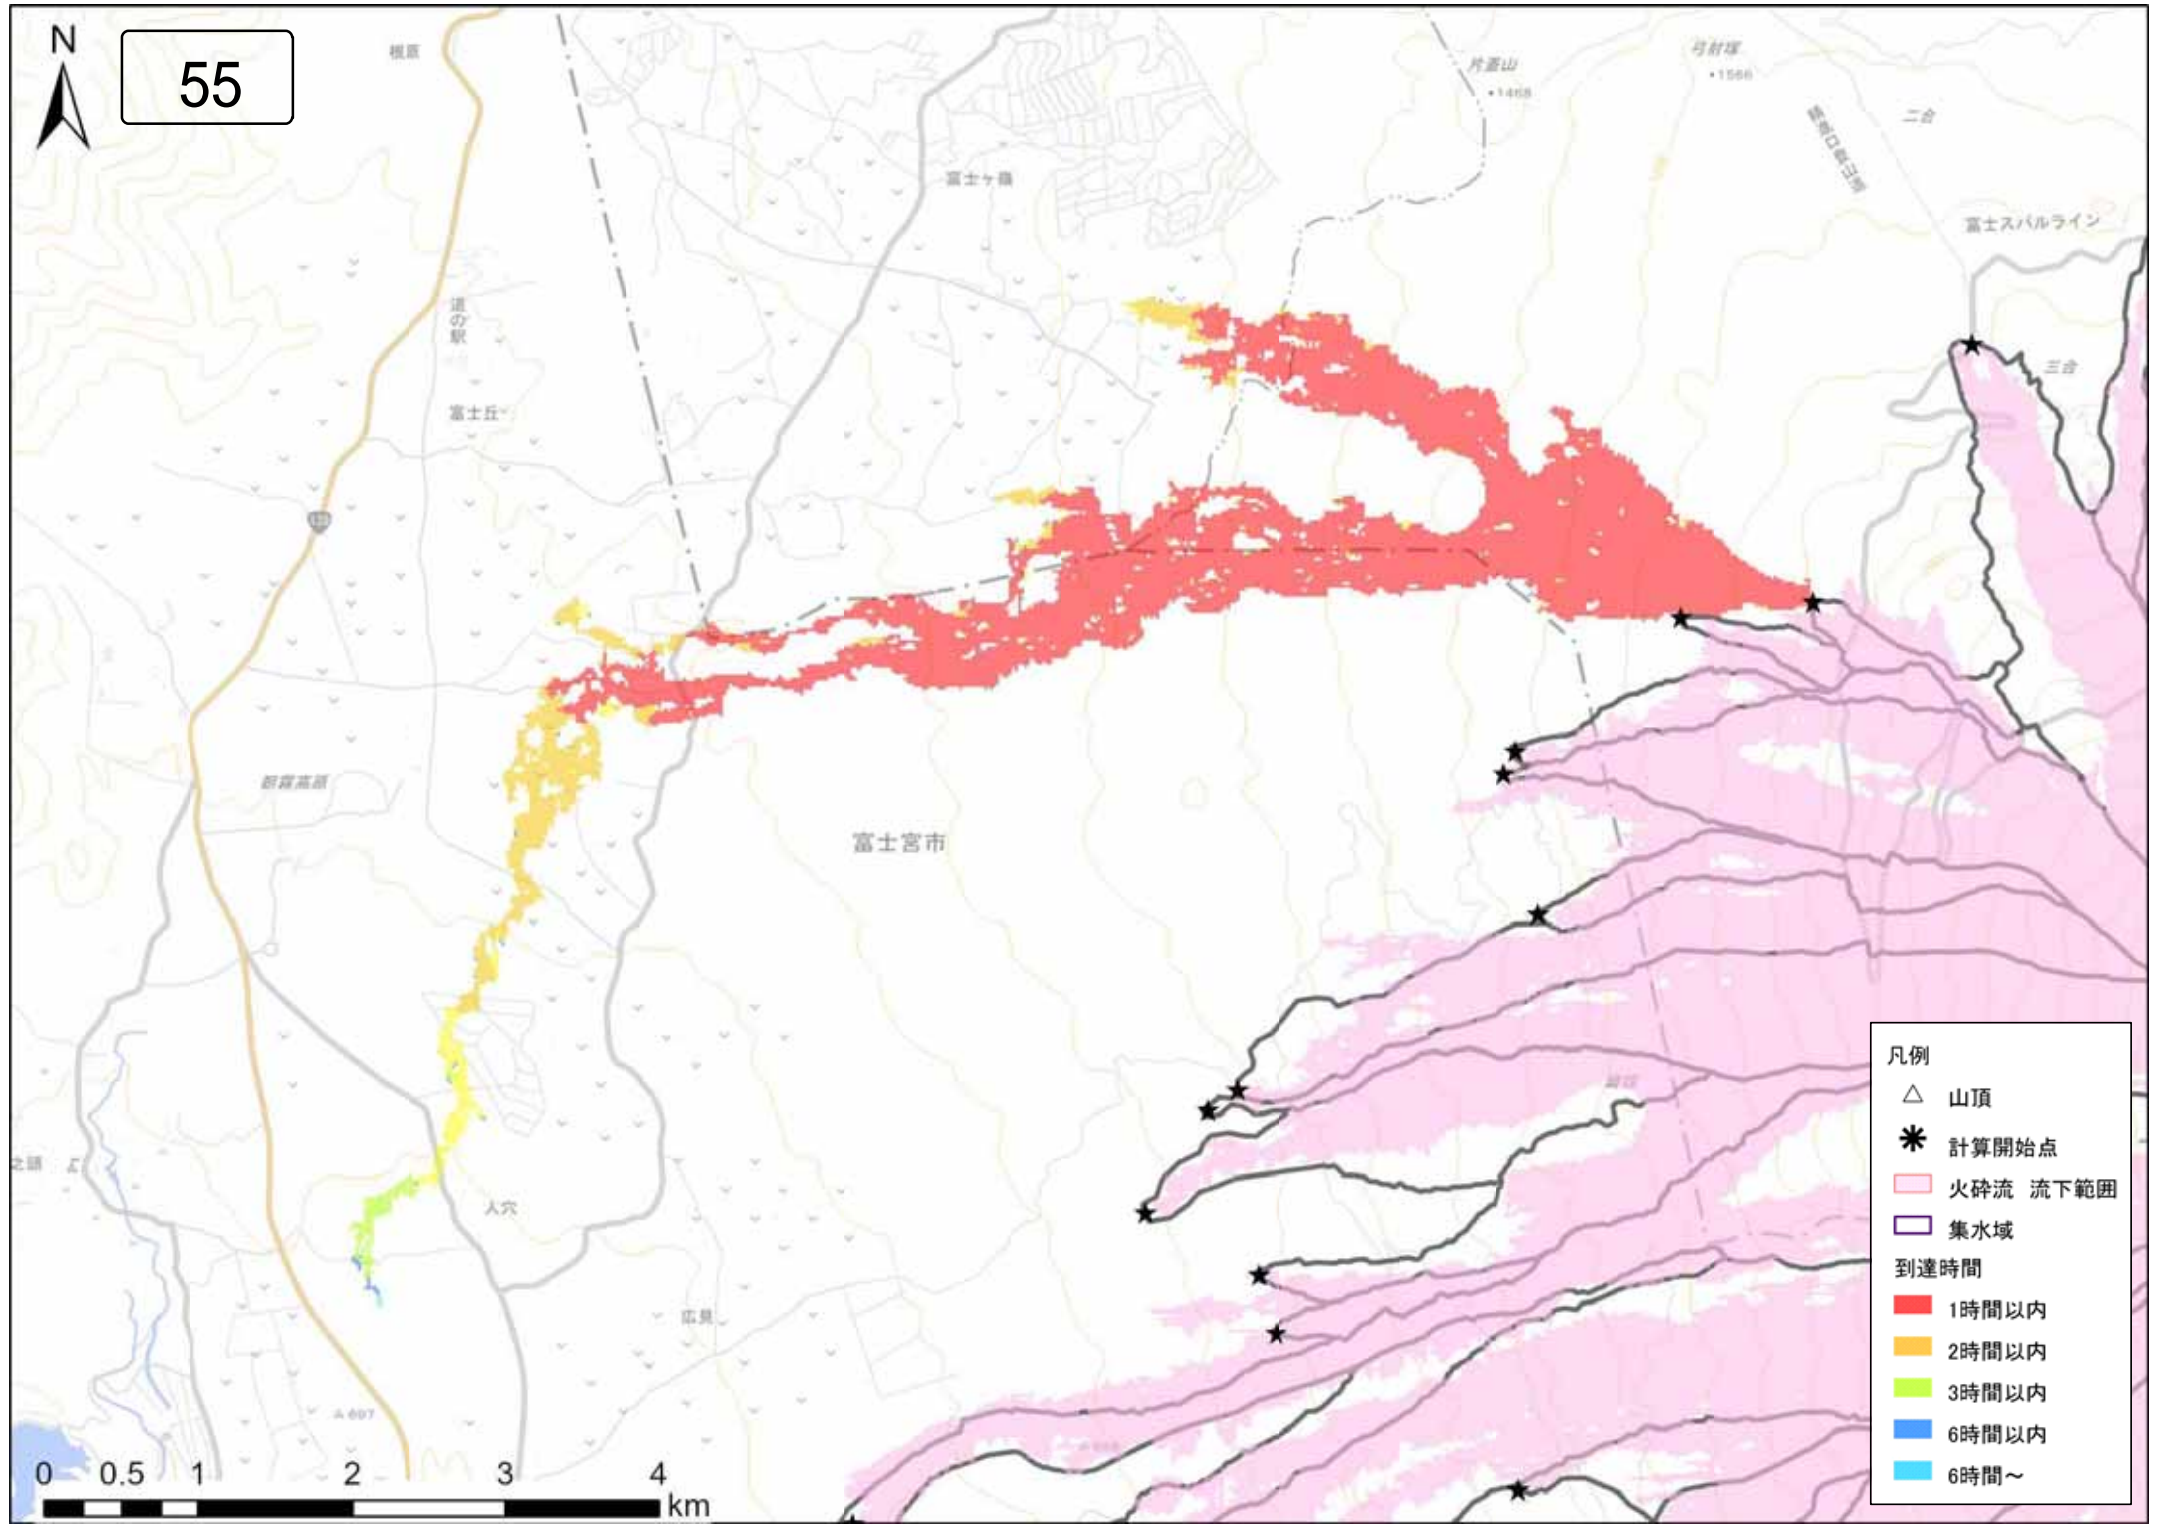 N
55
根原
片蓋山
・1468
弓射塚
・1566
二合
富士ヶ嶺
富士スバルライン
道の駅
三合
富士丘
朝霧高原
富士宮市
人穴
之頭
広見
697
凡例
山頂
計算開始点
火砕流 流下範囲
集水域
到達時間
1時間以内
2時間以内
3時間以内
6時間以内
6時間～
0 0.5 1 2 3 4
km